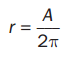 r = A / 2π